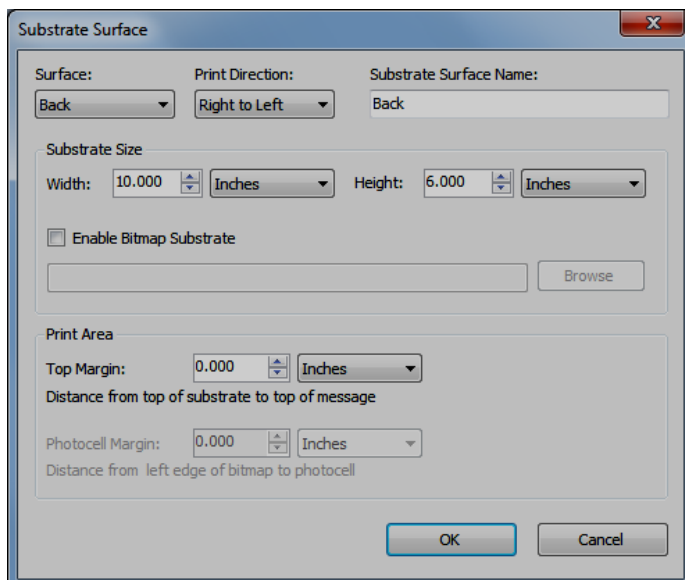 Substrate Surface
Surface: Print Direction: Substrate Surface Name:
Back Right to Left Back
Substrate Size
Width: 10.000 Inches Height: 6.000 Inches
Enable Bitmap Substrate
Browse
Print Area
Top Margin: 0.000 Inches
Distance from top of substrate to top of message
Photocell Margin: 0.000 Inches
Distance from left edge of bitmap to photocell
OK Cancel